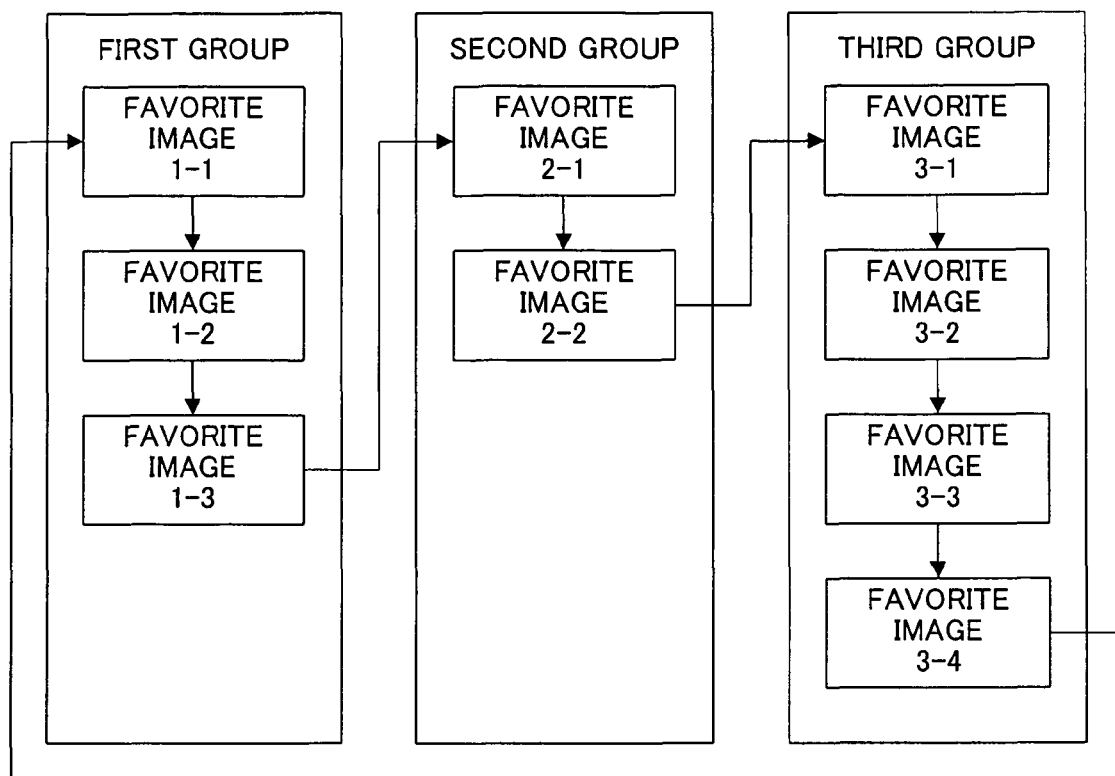 FIRST GROUP
FAVORITE
IMAGE
1-1
FAVORITE
IMAGE
1-2
FAVORITE
IMAGE
1-3
SECOND GROUP
FAVORITE
IMAGE
2-1
FAVORITE
IMAGE
2-2
THIRD GROUP
FAVORITE
IMAGE
3-1
FAVORITE
IMAGE
3-2
FAVORITE
IMAGE
3-3
FAVORITE
IMAGE
3-4